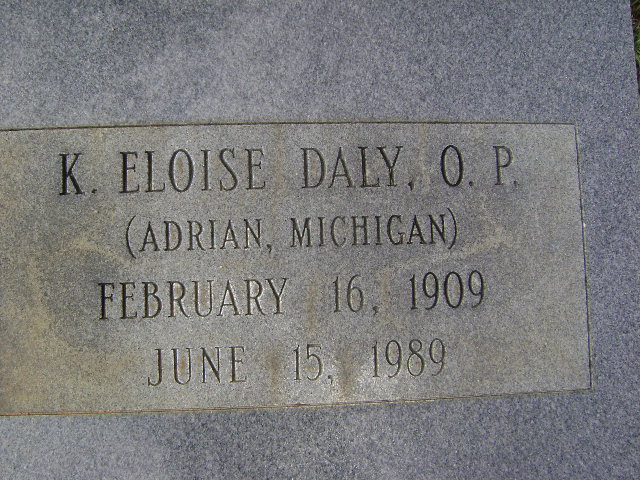 K. ELOISE DALY, O. P.
(ADRIAN, MICHIGAN)
FEBRUARY 16, 1909
JUNE 15, 1989